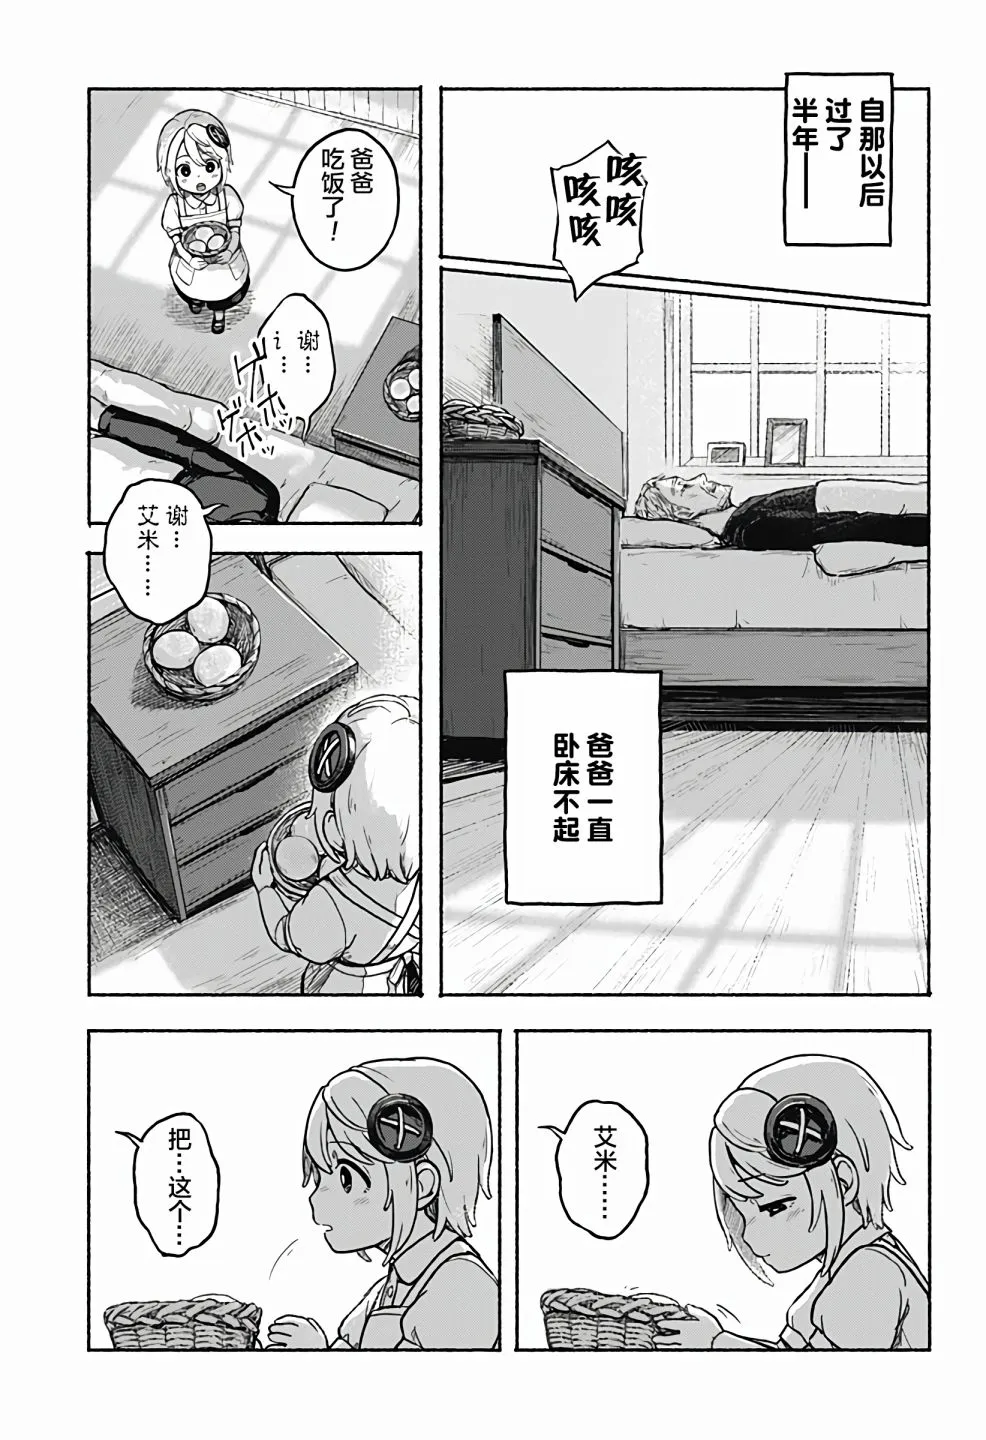 自那以后
过了
半年——
咳咳
咳咳
爸爸一直
卧床不起
爸爸
吃饭了！
谢…
i…
ゲホッ…
ゲホッ
谢…
艾米……
艾米……
把…这个…